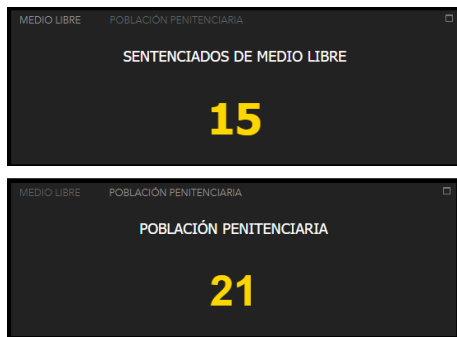 MEDIO LIBRE POBLACIÓN PENITENCIARIA
SENTENCIADOS DE MEDIO LIBRE
15
MEDIO LIBRE POBLACIÓN PENITENCIARIA
POBLACIÓN PENITENCIARIA
21